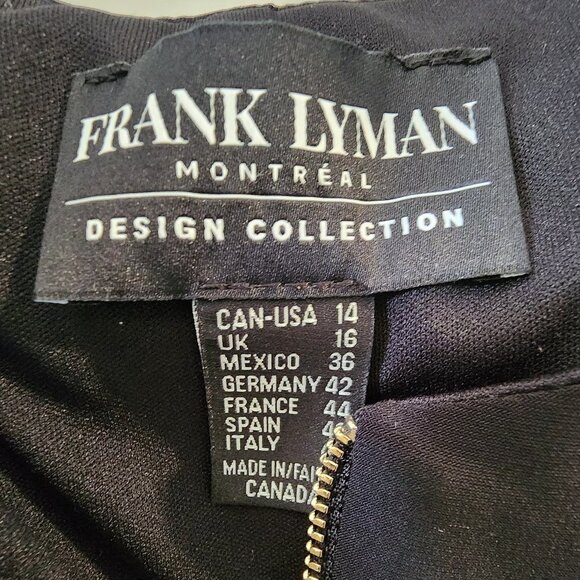 FRANK LYMAN
MONTRÉAL
DESIGN COLLECTION
CAN-USA 14
UK 16
MEXICO 36
GERMANY 42
FRANCE 44
SPAIN
ITALY
MADE IN/
CANADA